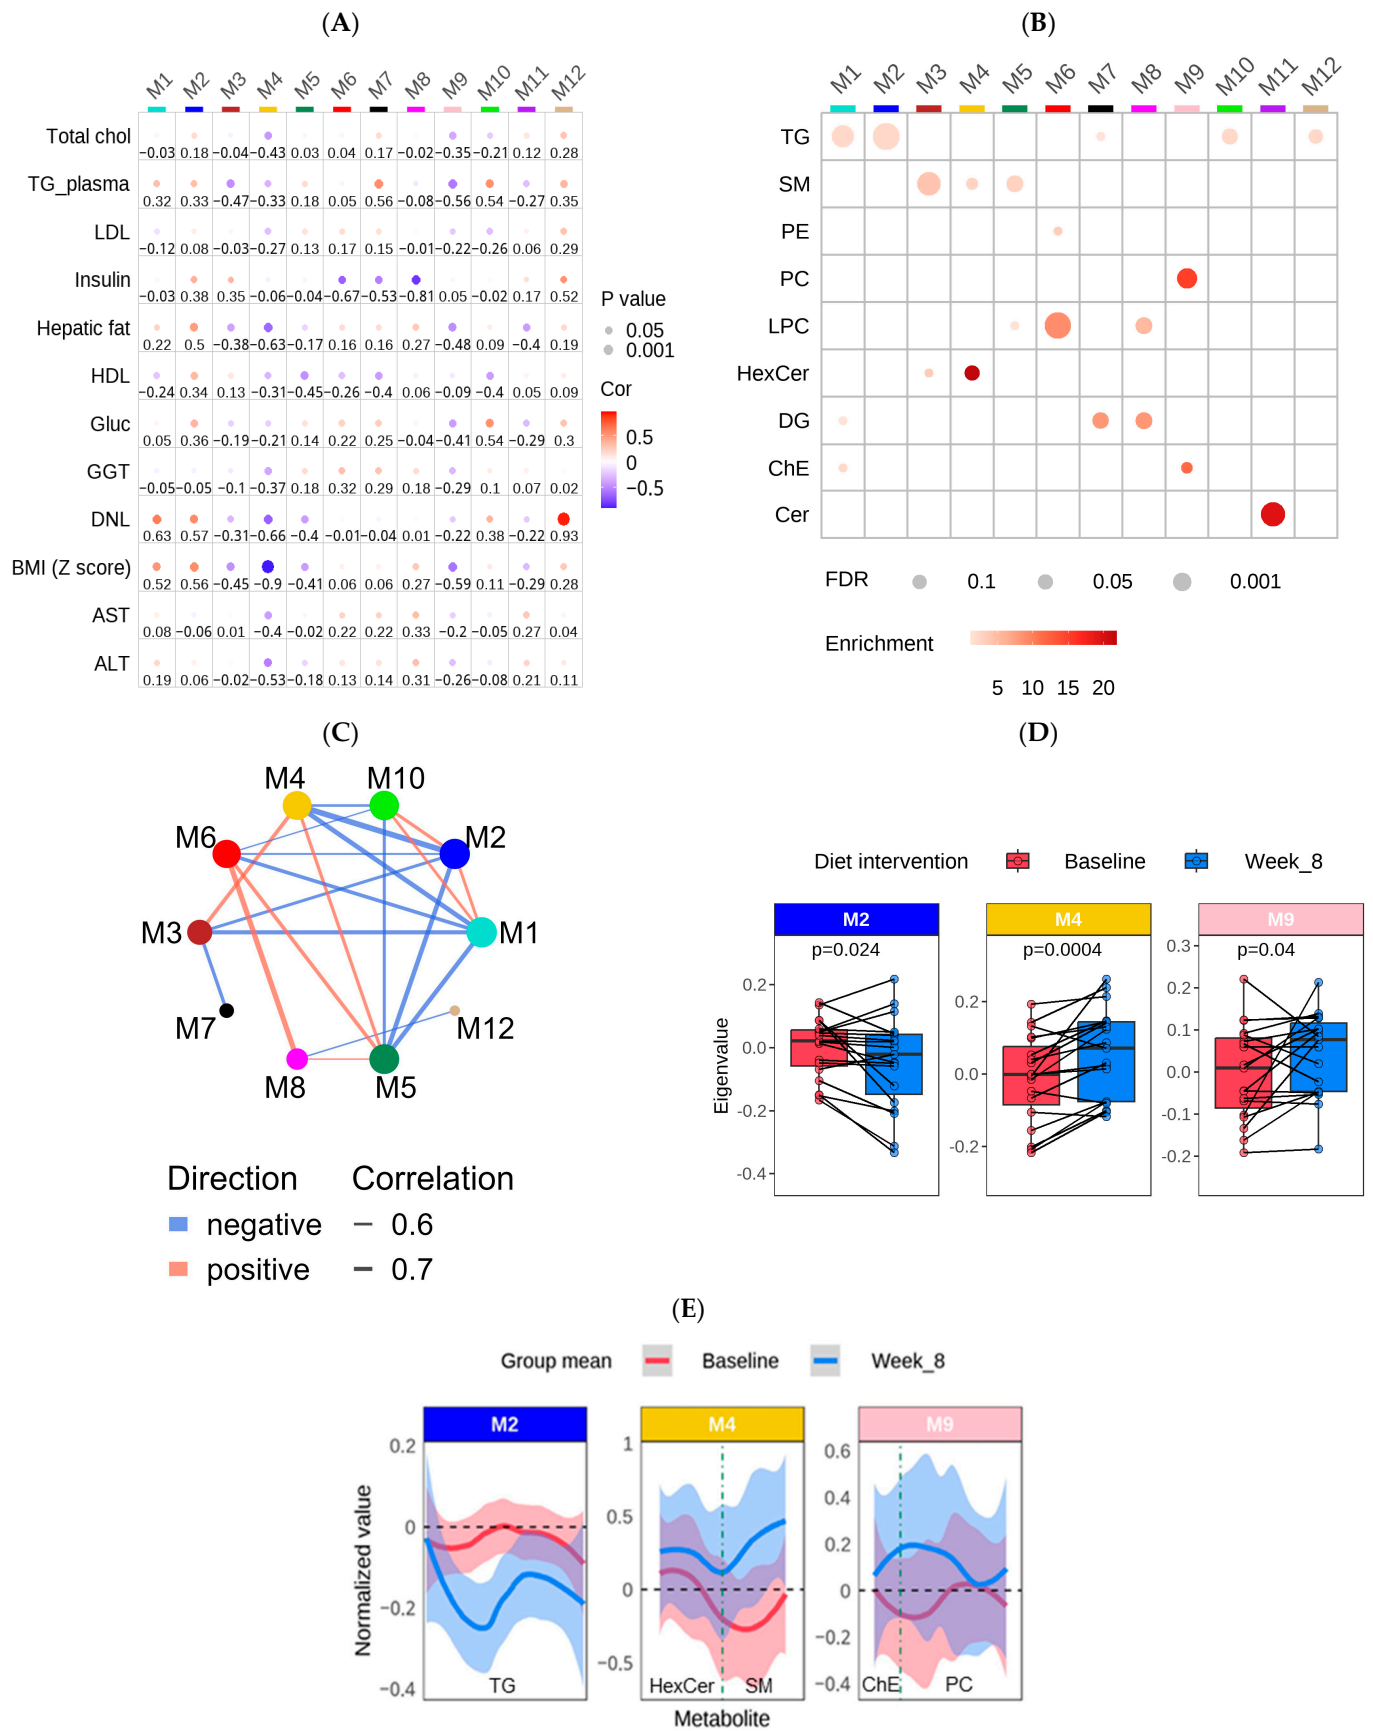 (A)
M1 M2 M3 M4 M5 M6 M7 M8 M9 M10 M11 M12
Total chol
−0.03 0.18 −0.04 −0.43 0.03 0.04 0.17 −0.02 −0.35 −0.21 0.12 0.28
TG_plasma
0.32 0.33 −0.47 −0.33 0.18 0.05 0.56 −0.08 −0.56 0.54 −0.27 0.35
LDL
−0.12 0.08 −0.03 −0.27 0.13 0.17 0.15 −0.01 −0.22 −0.26 0.06 0.29
Insulin
−0.03 0.38 0.35 −0.06 −0.04 −0.67 −0.53 −0.81 0.05 −0.02 0.17 0.52
Hepatic fat
0.22 0.5 −0.38 −0.63 −0.17 0.16 0.16 0.27 −0.48 0.09 −0.4 0.19
HDL
−0.24 0.34 0.13 −0.31 −0.45 −0.26 −0.4 0.06 −0.09 −0.4 0.05 0.09
Gluc
0.05 0.36 −0.19 −0.21 0.14 0.22 0.25 −0.04 −0.41 0.54 −0.29 0.3
GGT
−0.05 −0.05 −0.1 −0.37 0.18 0.32 0.29 0.18 −0.29 0.1 0.07 0.02
DNL
0.63 0.57 −0.31 −0.66 −0.4 −0.01 −0.04 0.01 −0.22 0.38 −0.22 0.93
BMI (Z score)
0.52 0.56 −0.45 −0.9 −0.41 0.06 0.06 0.27 −0.59 0.11 −0.29 0.28
AST
0.08 −0.06 0.01 −0.4 −0.02 0.22 0.22 0.33 −0.2 −0.05 0.27 0.04
ALT
0.19 0.06 −0.02 −0.53 −0.18 0.13 0.14 0.31 −0.26 −0.08 0.21 0.11
P value
0.05
0.001
Cor
0.5
0
−0.5
(B)
M1 M2 M3 M4 M5 M6 M7 M8 M9 M10 M11 M12
TG
SM
PE
PC
LPC
HexCer
DG
ChE
Cer
FDR 0.1 0.05 0.001
Enrichment
5 10 15 20
(C)
M4 M10
M6 M2
M3 M1
M7 M12
M8 M5
Direction Correlation
negative 0.6
positive 0.7
(D)
Diet intervention Baseline Week_8
M2 M4 M9
p=0.024 p=0.0004 p=0.04
Eigenvalue
0.2
0.0
-0.2
-0.4
0.2
0.0
-0.2
0.3
0.2
0.1
0.0
-0.1
-0.2
(E)
Group mean Baseline Week_8
M2 M4 M9
Normalized value
0.2
0
−0.2
−0.4
1
0.5
0
−0.5
0.6
0.4
0.2
0
−0.2
−0.4
TG HexCer SM ChE PC
Metabolite